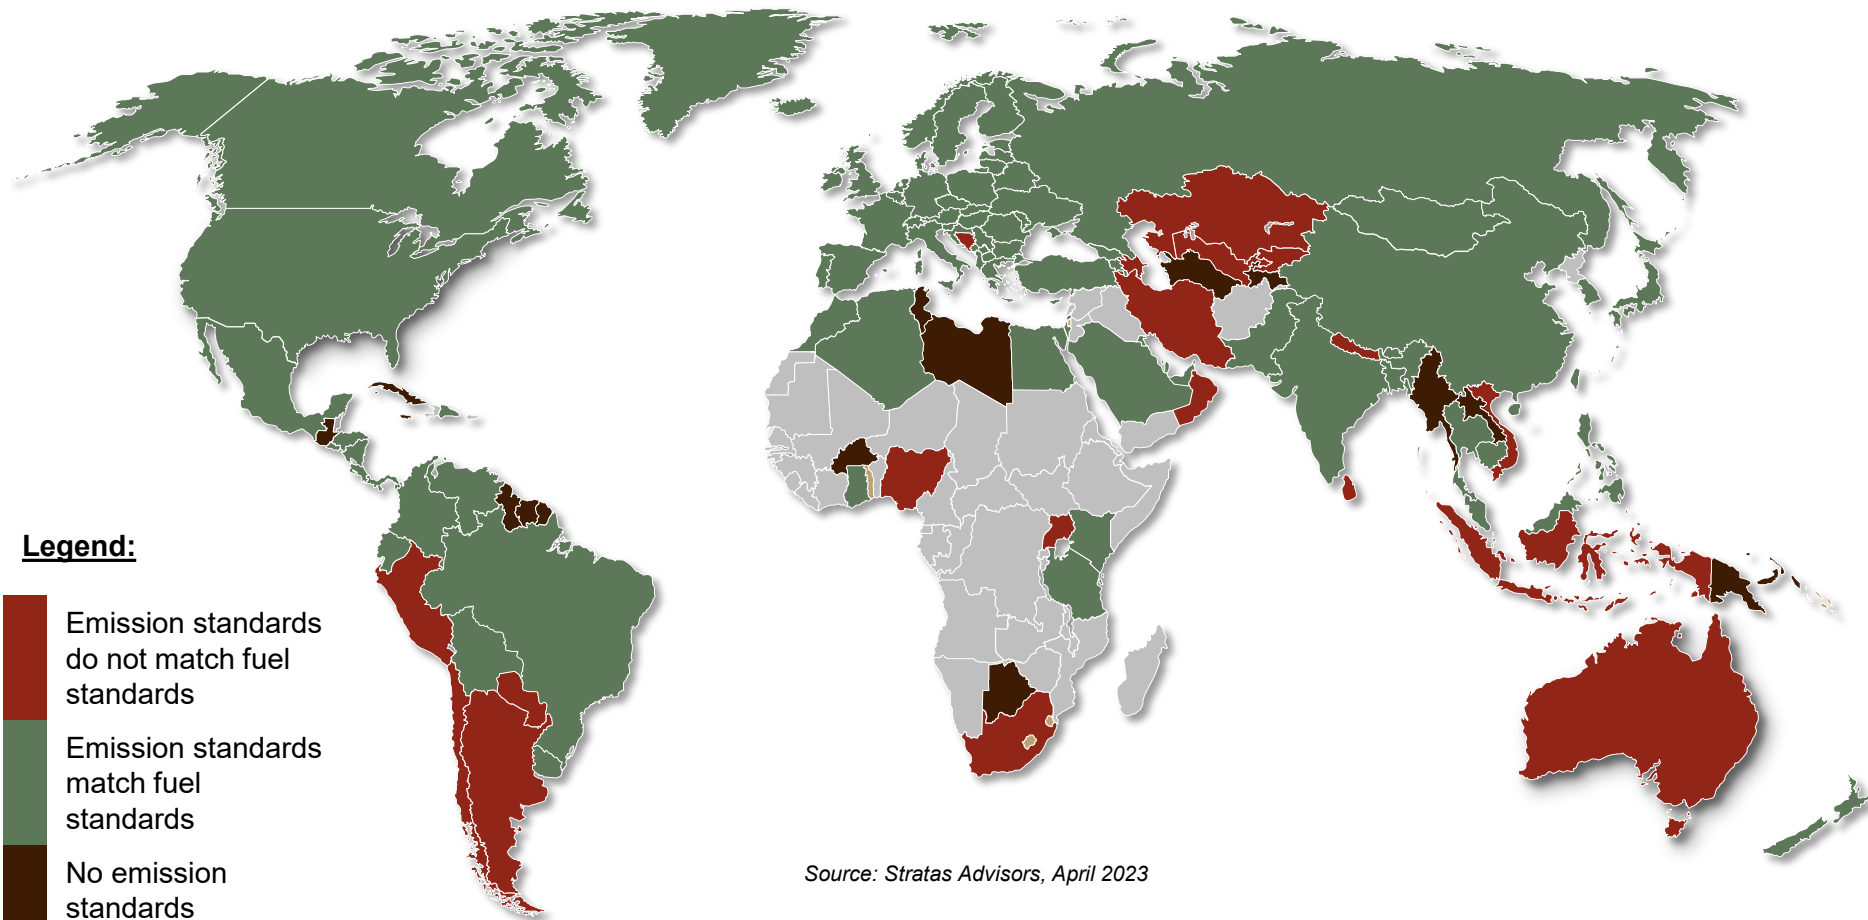 Legend:
Emission standards
do not match fuel
standards
Emission standards
match fuel
standards
No emission
standards
Source: Stratas Advisors, April 2023